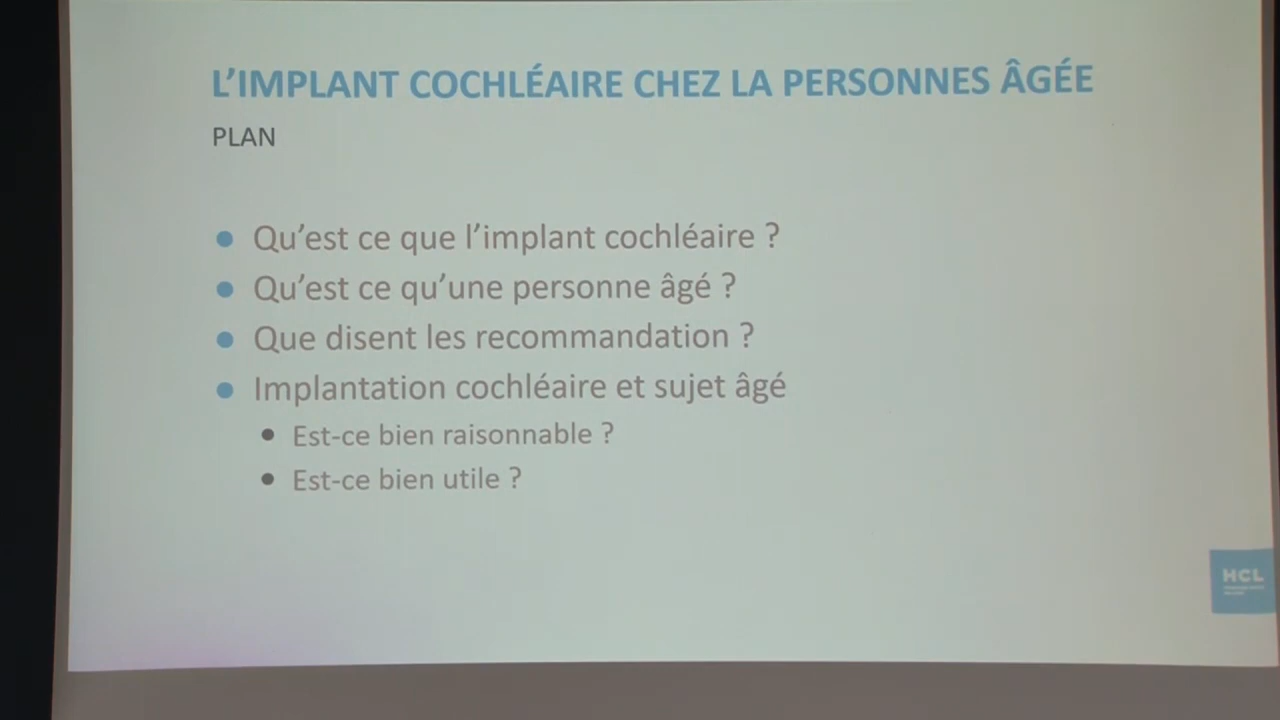 L’IMPLANT COCHLÉAIRE CHEZ LA PERSONNES ÂGÉE
PLAN
Qu’est ce que l’implant cochléaire ?
Qu’est ce qu’une personne âgé ?
Que disent les recommandation ?
Implantation cochléaire et sujet âgé
Est-ce bien raisonnable ?
Est-ce bien utile ?
HCL